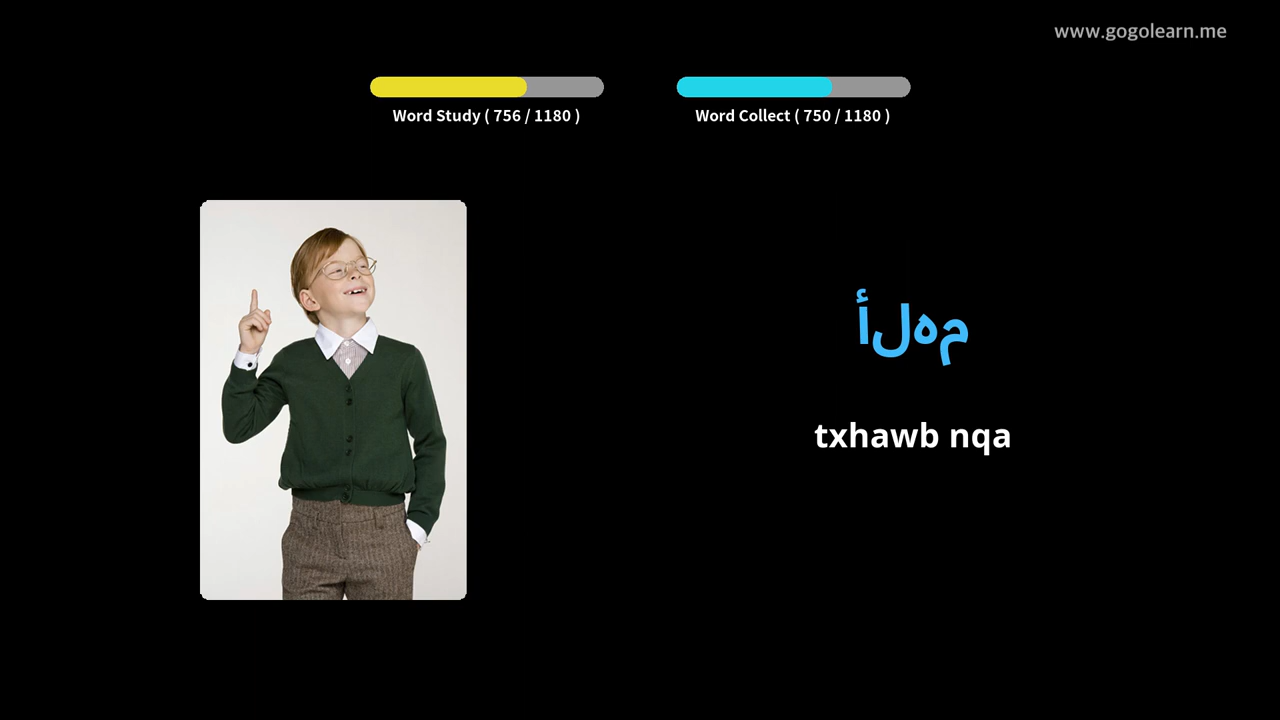 www.gogolearn.me
Word Study ( 756 / 1180 )
Word Collect ( 750 / 1180 )
ألهم
txhawb nqa